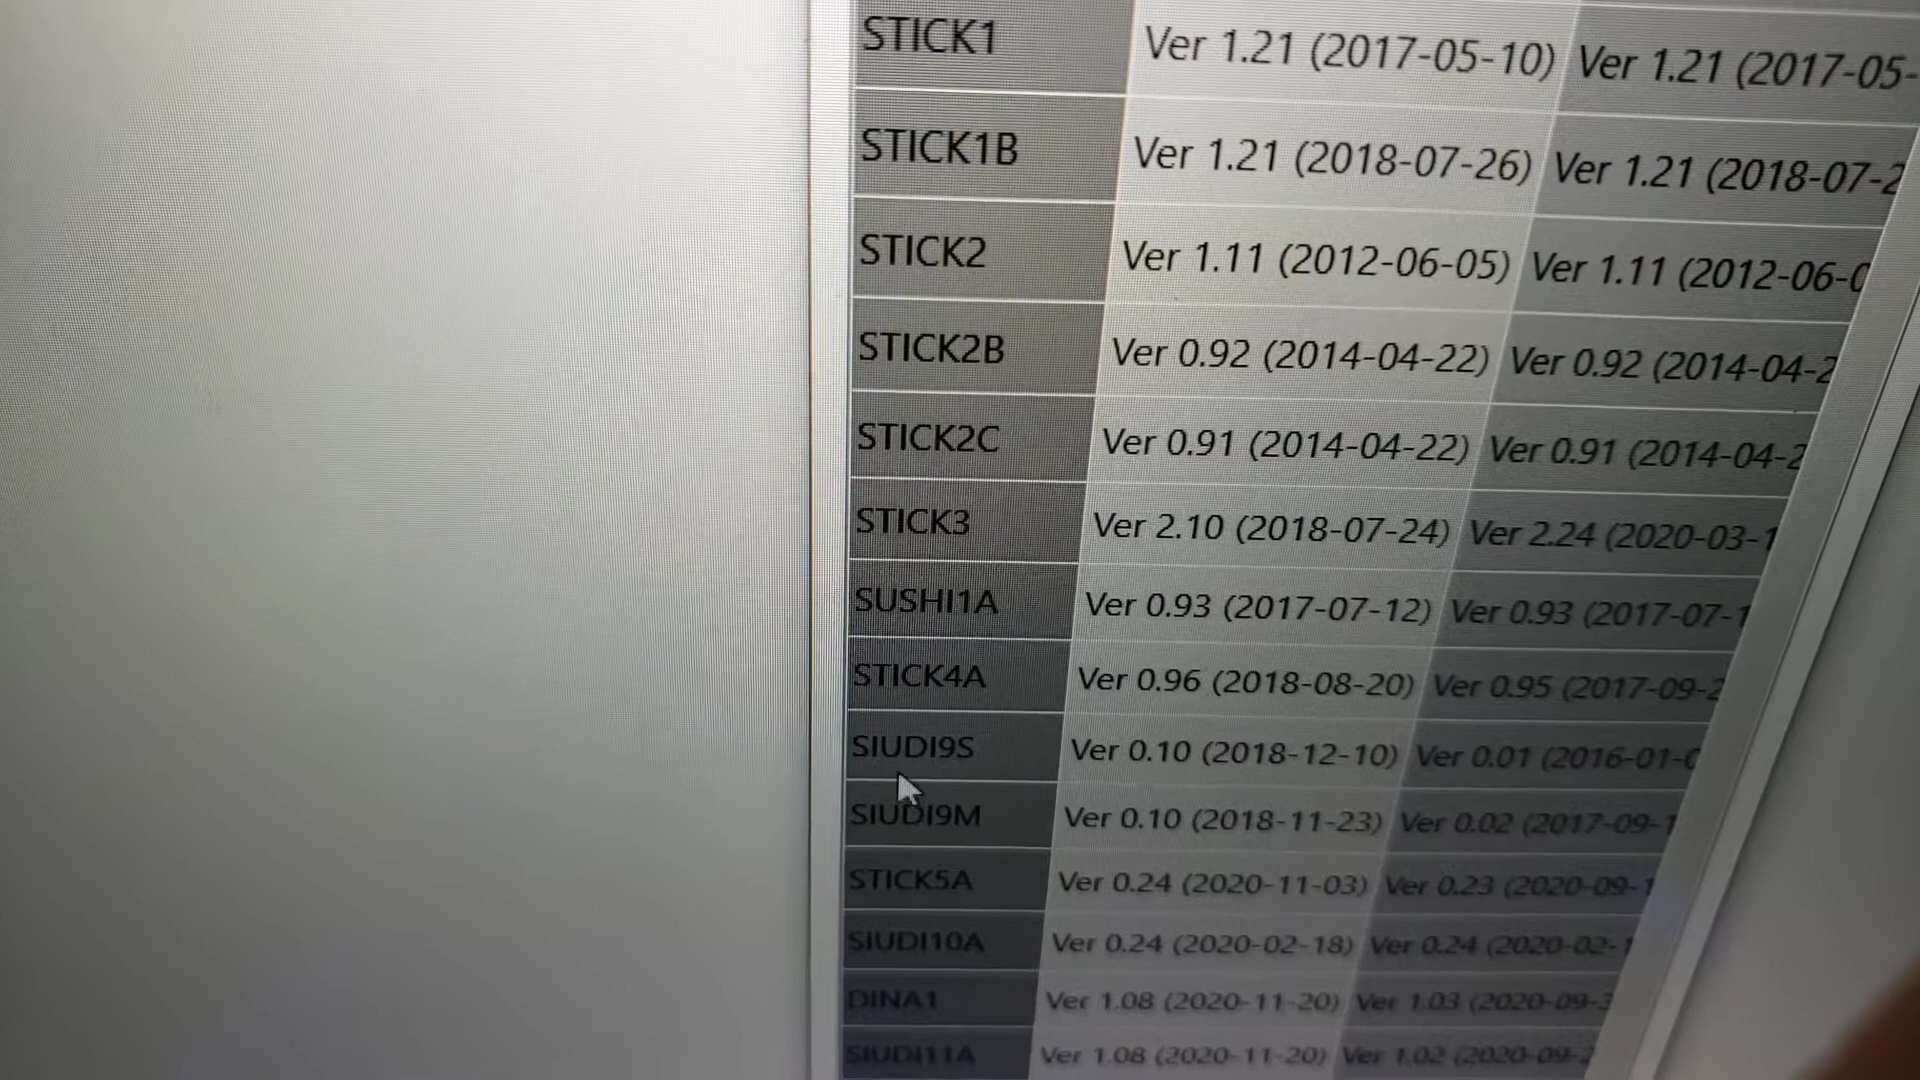 STICK1 Ver 1.21 (2017-05-10) Ver 1.21 (2017-05-
STICK1B Ver 1.21 (2018-07-26) Ver 1.21 (2018-07-2
STICK2 Ver 1.11 (2012-06-05) Ver 1.11 (2012-06-0
STICK2B Ver 0.92 (2014-04-22) Ver 0.92 (2014-04-2
STICK2C Ver 0.91 (2014-04-22) Ver 0.91 (2014-04-2
STICK3 Ver 2.10 (2018-07-24) Ver 2.24 (2020-03-1
SUSHI1A Ver 0.93 (2017-07-12) Ver 0.93 (2017-07-1
STICK4A Ver 0.96 (2018-08-20) Ver 0.95 (2017-09-2
SIUDI9S Ver 0.10 (2018-12-10) Ver 0.01 (2016-01-0
SIUDI9M Ver 0.10 (2018-11-23) Ver 0.02 (2017-09-1
STICK5A Ver 0.24 (2020-11-03) Ver 0.23 (2020-09-1
SIUDI10A Ver 0.24 (2020-02-18) Ver 0.24 (2020-02-1
DINA1 Ver 1.08 (2020-11-20) Ver 1.03 (2020-09-3
SIUDI11A Ver 1.08 (2020-11-20) Ver 1.02 (2020-09-2